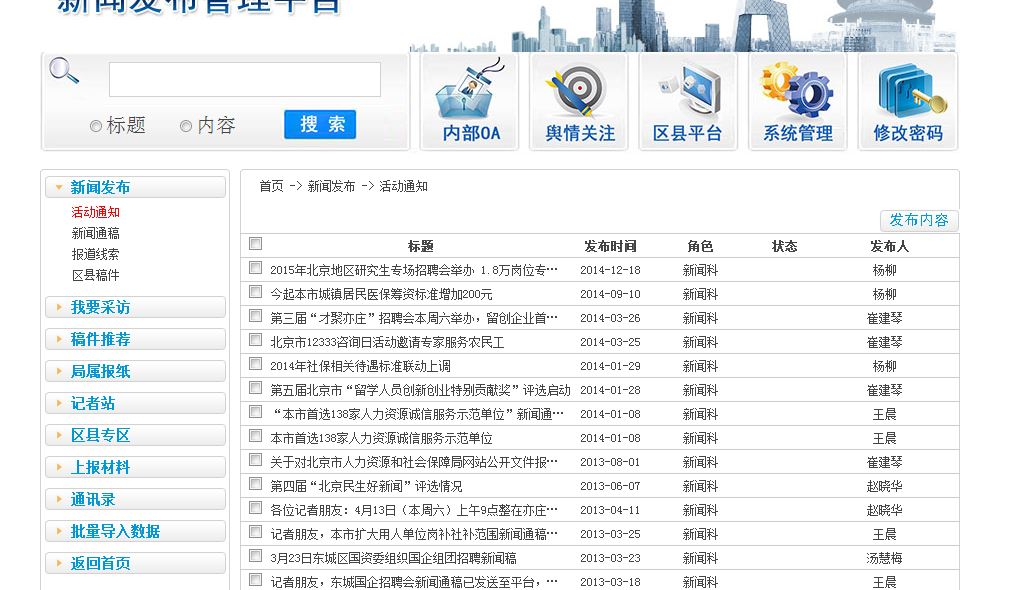 新闻发布管理平台
标题 内容 搜 索
内部OA 舆情关注 区县平台 系统管理 修改密码
新闻发布
活动通知
新闻通稿
报道线索
区县稿件
我要采访
稿件推荐
局属报纸
记者站
区县专区
上报材料
通讯录
批量导入数据
返回首页
首页 -> 新闻发布 -> 活动通知
发布内容
标题 发布时间 角色 状态 发布人
2015年北京地区研究生专场招聘会举办 1.8万岗位专… 2014-12-18 新闻科 杨柳
今起本市城镇居民医保筹资标准增加200元 2014-09-10 新闻科 杨柳
第三届“才聚亦庄”招聘会本周六举办，留创企业首… 2014-03-26 新闻科 崔建琴
北京市12333咨询日活动邀请专家服务农民工 2014-03-25 新闻科 崔建琴
2014年社保相关待遇标准联动上调 2014-01-29 新闻科 杨柳
第五届北京市“留学人员创新创业特别贡献奖”评选启动 2014-01-28 新闻科 崔建琴
“本市首选138家人力资源诚信服务示范单位”新闻通… 2014-01-08 新闻科 王晨
本市首选138家人力资源诚信服务示范单位 2014-01-08 新闻科 王晨
关于对北京市人力资源和社会保障局网站公开文件报… 2013-08-01 新闻科 崔建琴
第四届“北京民生好新闻”评选情况 2013-06-07 新闻科 赵晓华
各位记者朋友：4月13日（本周六）上午9点整在亦庄… 2013-04-11 新闻科 赵晓华
记者朋友，本市扩大用人单位岗补社补范围新闻通稿… 2013-03-25 新闻科 王晨
3月23日东城区国资委组织国企组团招聘新闻稿 2013-03-23 新闻科 汤慧梅
记者朋友，东城国企招聘会新闻通稿已发送至平台，… 2013-03-18 新闻科 王晨